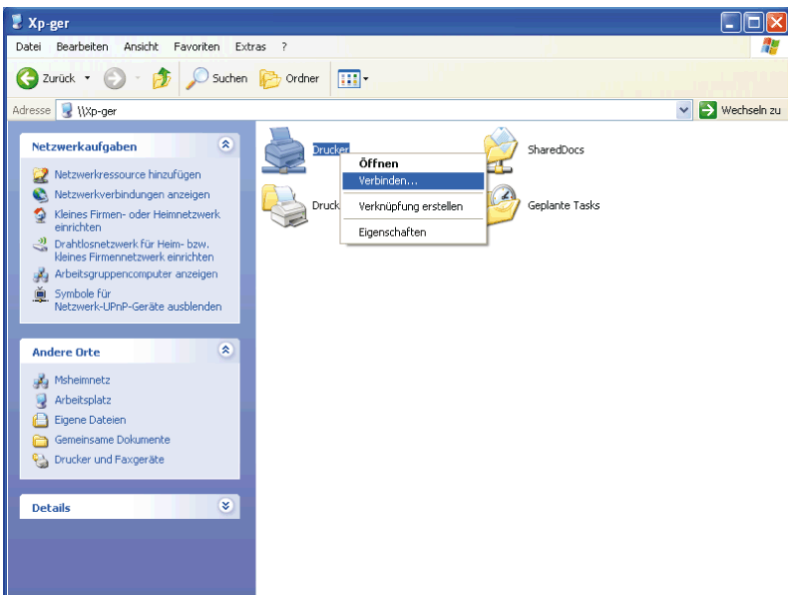 Xp-ger
Datei Bearbeiten Ansicht Favoriten Extras ?
Zurück Suchen Ordner
Adresse \\Xp-ger Wechseln zu
Netzwerkaufgaben
Netzwerkressource hinzufügen
Netzwerkverbindungen anzeigen
Kleines Firmen- oder Heimnetzwerk
einrichten
Drahtlosnetzwerk für Heim- bzw.
kleines Firmennetzwerk einrichten
Arbeitsgruppencomputer anzeigen
Symbole für
Netzwerk-UPnP-Geräte ausblenden
Andere Orte
Msheimnetz
Arbeitsplatz
Eigene Dateien
Gemeinsame Dokumente
Drucker und Faxgeräte
Details
Drucker
SharedDocs
Druck
Geplante Tasks
Öffnen
Verbinden...
Verknüpfung erstellen
Eigenschaften